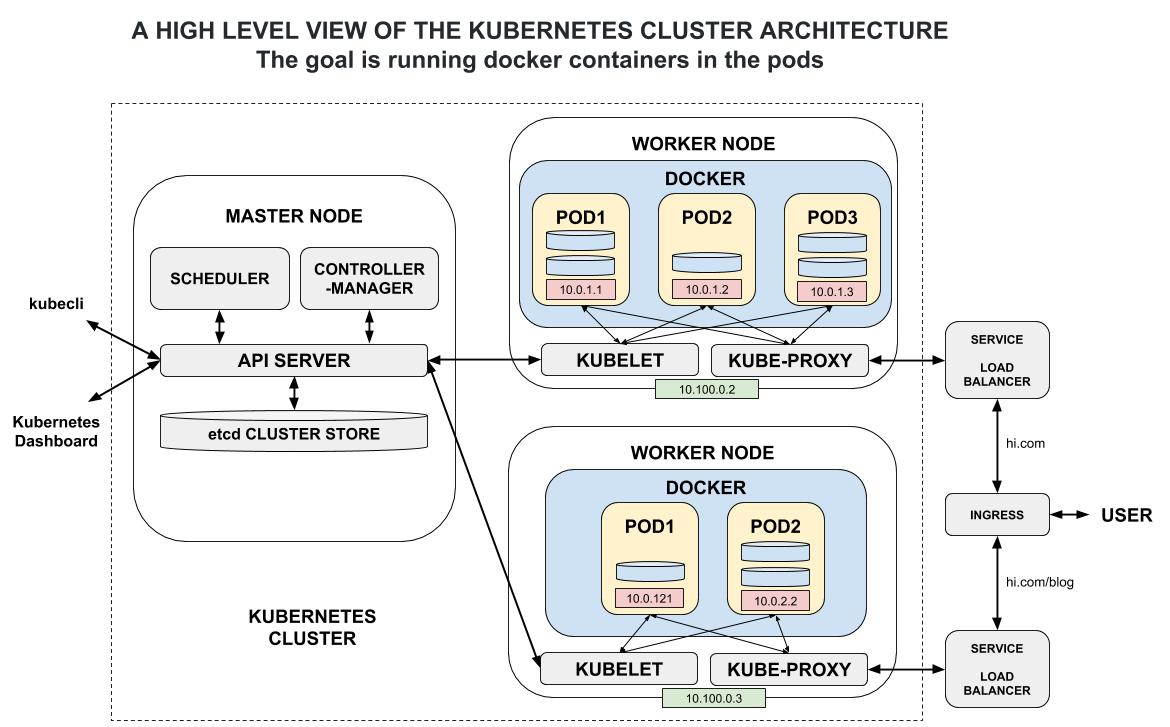 A HIGH LEVEL VIEW OF THE KUBERNETES CLUSTER ARCHITECTURE
The goal is running docker containers in the pods
kubecli
Kubernetes
Dashboard
MASTER NODE
SCHEDULER
CONTROLLER
-MANAGER
API SERVER
etcd CLUSTER STORE
KUBERNETES
CLUSTER
WORKER NODE
DOCKER
POD1
POD2
POD3
10.0.1.1
10.0.1.2
10.0.1.3
KUBELET
KUBE-PROXY
10.100.0.2
WORKER NODE
DOCKER
POD1
POD2
10.0.121
10.0.2.2
KUBELET
KUBE-PROXY
10.100.0.3
SERVICE
LOAD
BALANCER
hi.com
INGRESS
USER
hi.com/blog
SERVICE
LOAD
BALANCER